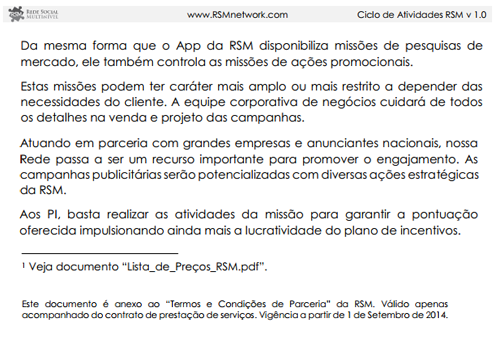 REDE SOCIAL
MULTINÍVEL
www.RSMnetwork.com
Ciclo de Atividades RSM v 1.0
Da mesma forma que o App da RSM disponibiliza missões de pesquisas de
mercado, ele também controla as missões de ações promocionais.
Estas missões podem ter caráter mais amplo ou mais restrito a depender das
necesidades do cliente. A equipe corporativa de negócios cuidará de todos
os detalhes na venda e projeto das campanhas.
Atuando em parceria com grandes empresas e anunciantes nacionais, nossa
Rede passa a ser um recurso importante para promover o engajamento. As
campanhas publicitárias serão potencializadas com diversas ações estratégicas
da RSM.
Aos PI, basta realizar as atividades da missão para garantir a pontuação
oferecida impulsionando ainda mais a lucratividade do plano de incentivos.
¹ Veja documento “Lista_de_Preços_RSM.pdf”.
Este documento é anexo ao “Termos e Condições de Parceria” da RSM. Válido apenas
acompanhado do contrato de prestação de serviços. Vigência a partir de 1 de Setembro de 2014.